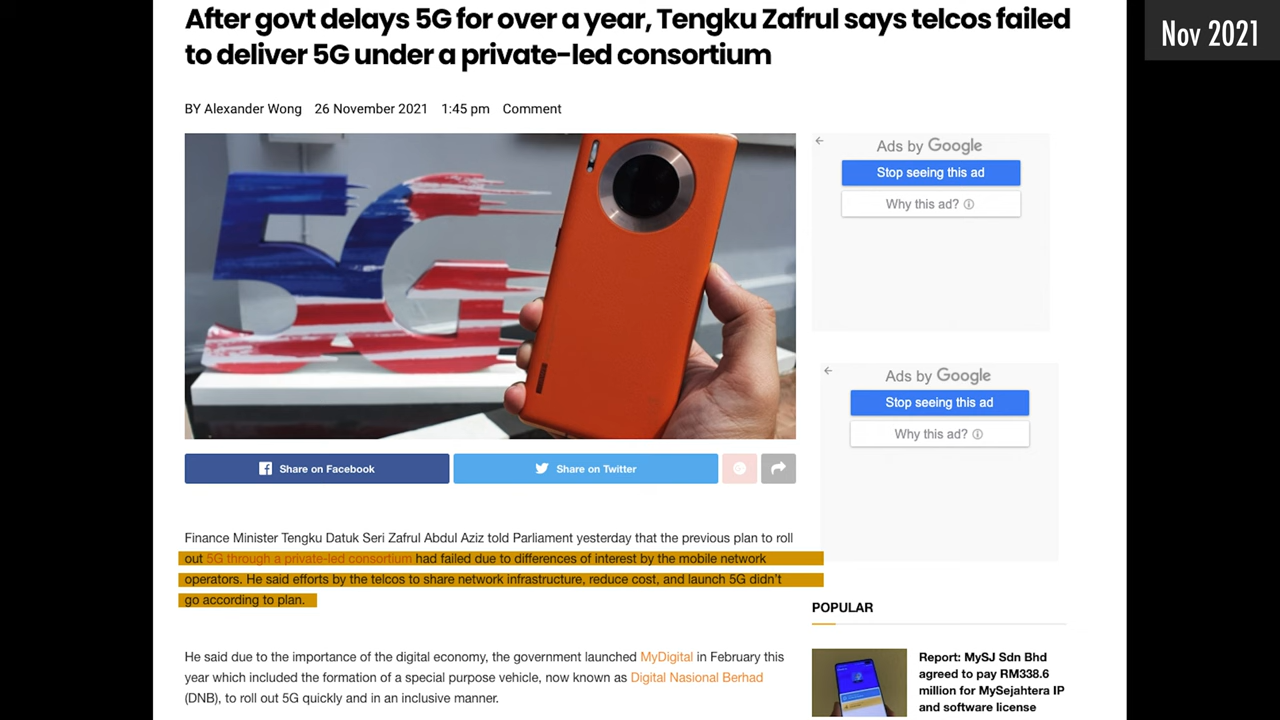 After govt delays 5G for over a year, Tengku Zafrul says telcos failed
to deliver 5G under a private-led consortium
Nov 2021
BY Alexander Wong 26 November 2021 1:45 pm Comment
5G
Ads by Google
Stop seeing this ad
Why this ad?
Ads by Google
Stop seeing this ad
Why this ad?
Share on Facebook
Share on Twitter
Finance Minister Tengku Datuk Seri Zafrul Abdul Aziz told Parliament yesterday that the previous plan to roll
out 5G through a private-led consortium had failed due to differences of interest by the mobile network
operators. He said efforts by the telcos to share network infrastructure, reduce cost, and launch 5G didn't
go according to plan.
He said due to the importance of the digital economy, the government launched MyDigital in February this
year which included the formation of a special purpose vehicle, now known as Digital Nasional Berhad
(DNB), to roll out 5G quickly and in an inclusive manner.
POPULAR
Report: MySJ Sdn Bhd
agreed to pay RM338.6
million for MySejahtera IP
and software license